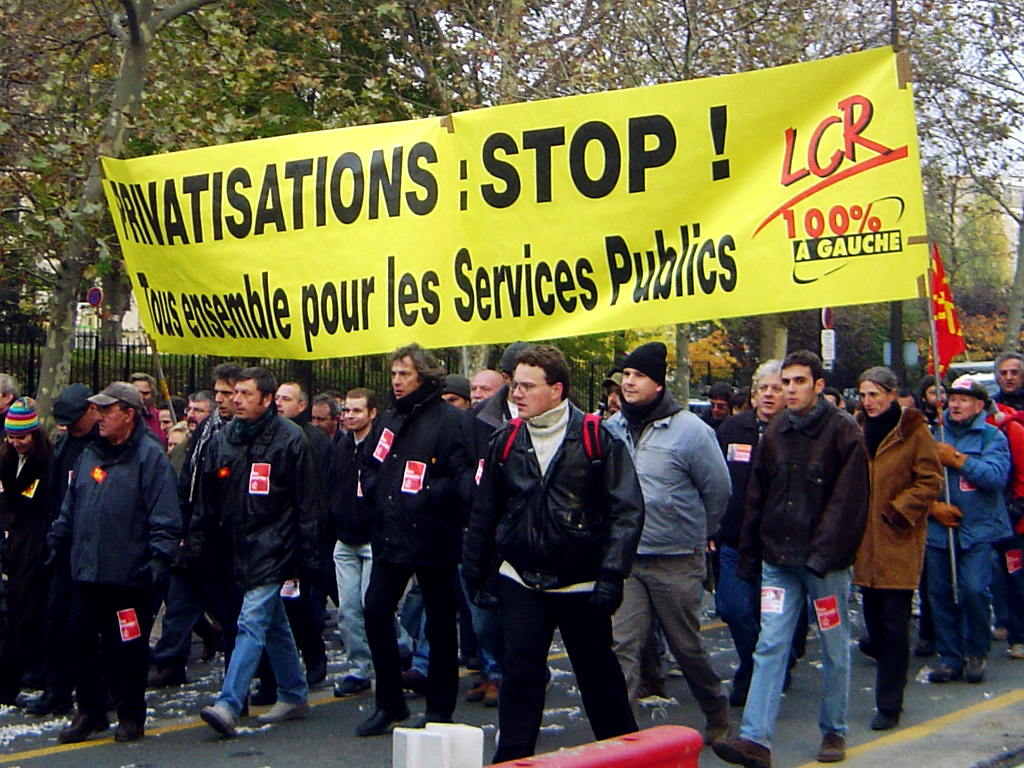 PRIVATISATIONS : STOP !
Tous ensemble pour les Services Publics
LCR
100%
A GAUCHE